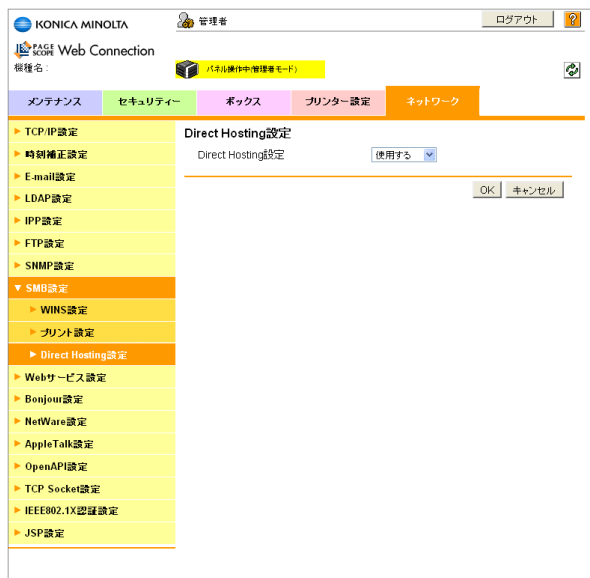 KONICA MINOLTA
管理者
ログアウト
?
PAGE SCOPE Web Connection
機種名:
パネル操作中(管理者モード)
メンテナンス
セキュリティー
ボックス
プリンター設定
ネットワーク
TCP/IP設定
時刻補正設定
E-mail設定
LDAP設定
IPP設定
FTP設定
SNMP設定
SMB設定
WINS設定
プリント設定
Direct Hosting設定
Webサービス設定
Bonjour設定
NetWare設定
AppleTalk設定
OpenAPI設定
TCP Socket設定
IEEE802.1X認証設定
JSP設定
Direct Hosting設定
Direct Hosting設定
使用する
OK
キャンセル